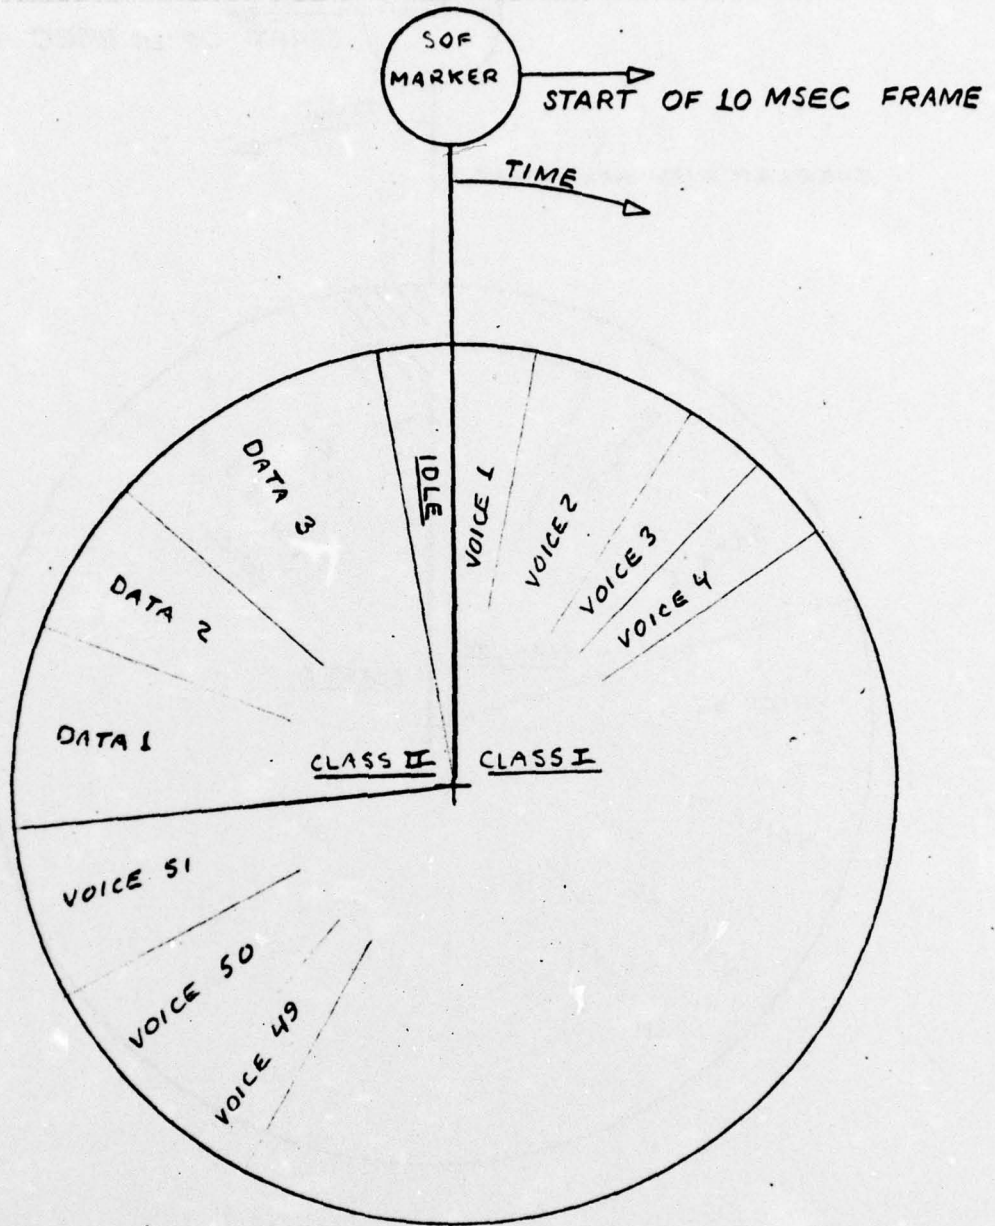 SOF
MARKER
START OF 10 MSEC FRAME
TIME
IDLE
VOICE 1
VOICE 2
VOICE 3
VOICE 4
DATA 3
DATA 2
DATA 1
CLASS II
CLASS I
VOICE 51
VOICE 50
VOICE 49